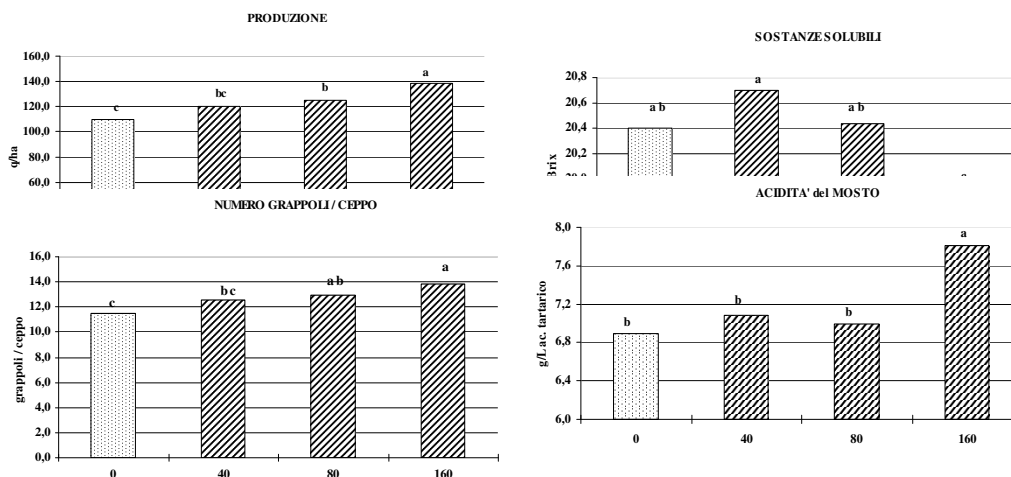 PRODUZIONE
160,0
140,0
120,0
100,0
80,0
60,0
q/ha
c
bc
b
a
SOSTANZE SOLUBILI
20,8
20,6
20,4
20,2
a b
a
a b
NUMERO GRAPPOLI / CEPPO
16,0
14,0
12,0
10,0
8,0
6,0
4,0
2,0
0,0
grappoli / ceppo
c
b c
a b
a
0
40
80
160
ACIDITA' del MOSTO
8,0
7,6
7,2
6,8
6,4
6,0
g/L ac. tartarico
b
b
b
a
0
40
80
160